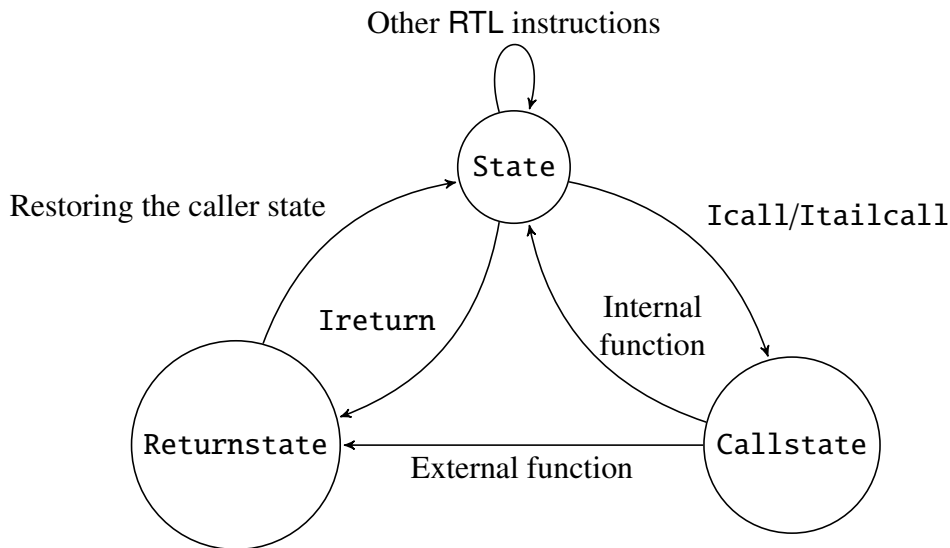 Other RTL instructions
State
Restoring the caller state
Icall/Itailcall
Internal
function
Ireturn
Returnstate
Callstate
External function